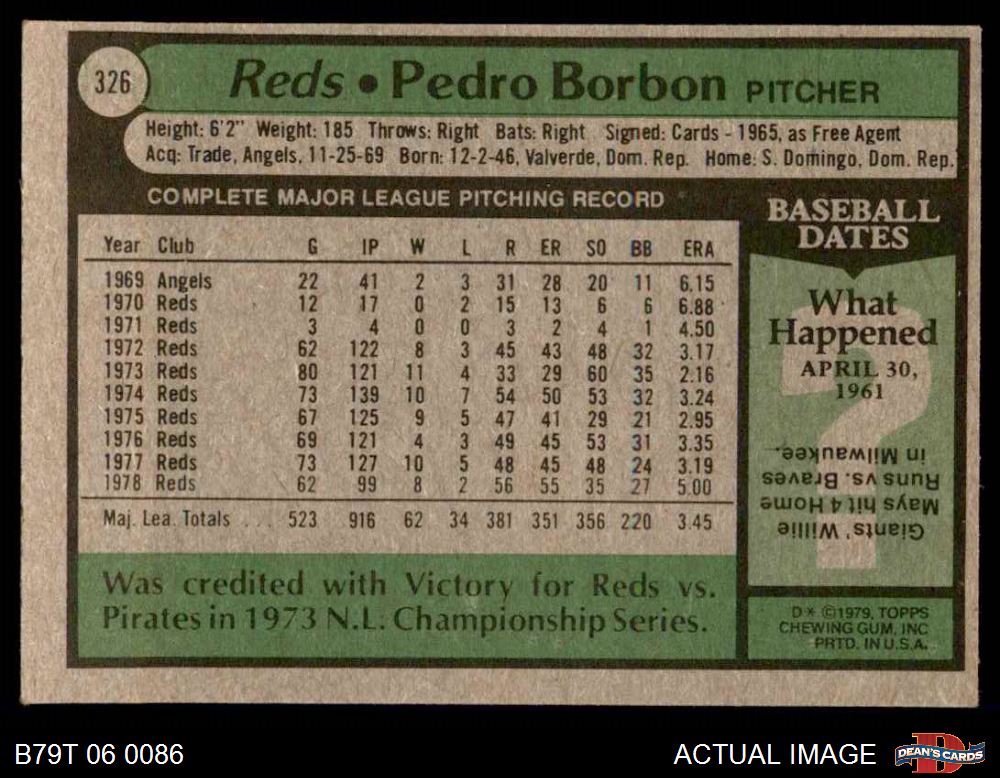 326
Reds • Pedro Borbon PITCHER
Height: 6'2" Weight: 185 Throws: Right Bats: Right Signed: Cards - 1965, as Free Agent
Acq: Trade, Angels, 11-25-69 Born: 12-2-46, Valverde, Dom. Rep. Home: S. Domingo, Dom. Rep.
COMPLETE MAJOR LEAGUE PITCHING RECORD
Year Club G IP W L R ER SO BB ERA
1969 Angels 22 41 2 3 31 28 20 11 6.15
1970 Reds 12 17 0 2 15 13 6 6 6.88
1971 Reds 3 4 0 0 3 2 4 1 4.50
1972 Reds 62 122 8 3 45 43 48 32 3.17
1973 Reds 80 121 11 4 33 29 60 35 2.16
1974 Reds 73 139 10 7 54 50 53 32 3.24
1975 Reds 67 125 9 5 47 41 29 21 2.95
1976 Reds 69 121 4 3 49 45 53 31 3.35
1977 Reds 73 127 10 5 48 45 48 24 3.19
1978 Reds 62 99 8 2 56 55 35 27 5.00
Maj. Lea. Totals ... 523 916 62 34 381 351 356 220 3.45
Was credited with Victory for Reds vs.
Pirates in 1973 N.L. Championship Series.
BASEBALL
DATES
What
Happened
APRIL 30,
1961
?
Giants' Willie
Mays hit 4 Home
Runs vs. Braves
in Milwaukee.
D* ©1979, TOPPS
CHEWING GUM, INC
PRTD. IN U.S.A.
B79T 06 0086
ACTUAL IMAGE
D
DEAN'S CARDS